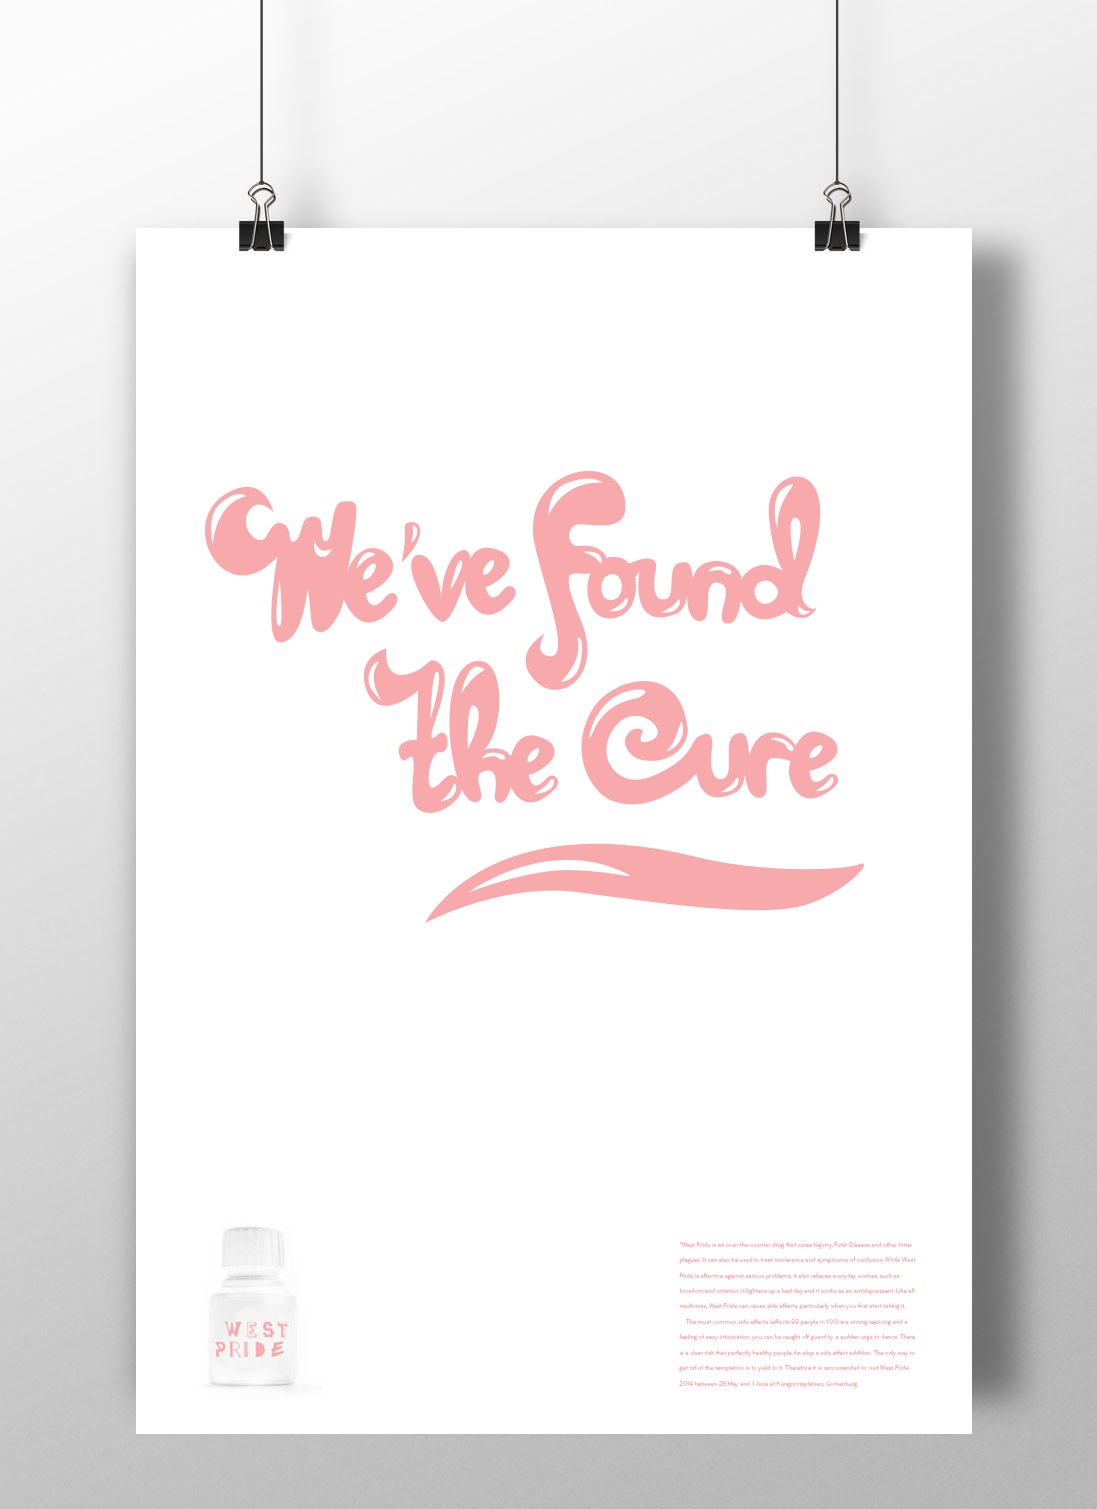 We've Found
The Cure
WEST
PRIDE
"West Pride is an over-the-counter drug that cures bigotry, Putin Disease and other bitter
plagues. It can also be used to treat intolerance and symptoms of confusion. While West
Pride is effective against serious problems, it also relieves everyday worries, such as
boredom and irritation: it lightens up a bad day and it works as an antidepressant. Like all
medicines, West Pride can cause side effects, particularly when you first start taking it.
The must common side effects (effects 99 people in 100) are strong rejoicing and a
feeling of easy intoxication, you can be caught off guard by a sudden urge to dance. There
is a clear risk that perfectly healthy people develop a side effect addition. The only way to
get rid of the temptation is to yield to it. Therefore it is reccomended to visit West Pride
2014 between 28 May and 1 June at Kungsportsplatsen, Gothenburg.